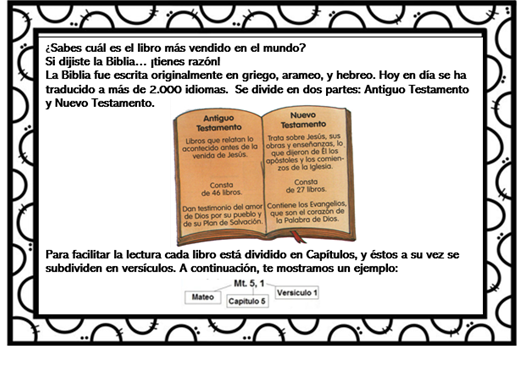 ¿Sabes cuál es el libro más vendido en el mundo?
Si dijiste la Biblia… ¡tienes razón!
La Biblia fue escrita originalmente en griego, arameo, y hebreo. Hoy en día se ha
traducido a más de 2.000 idiomas.  Se divide en dos partes: Antiguo Testamento
y Nuevo Testamento.
Antiguo
Testamento
Libros que relatan lo
acontecido antes de la
venida de Jesús.
Consta
de 46 libros.
Dan testimonio del amor
de Dios por su pueblo y
de su Plan de Salvación.
Nuevo
Testamento
Trata sobre Jesús, sus
obras y enseñanzas, lo
que dijeron de Él los
apóstoles y los comien-
zos de la Iglesia.
Consta
de 27 libros.
Contiene los Evangelios,
que son el corazón de
la Palabra de Dios.
Para facilitar la lectura cada libro está dividido en Capítulos, y éstos a su vez se
subdividen en versículos. A continuación, te mostramos un ejemplo:
Mt. 5, 1
Mateo
Capítulo 5
Versículo 1